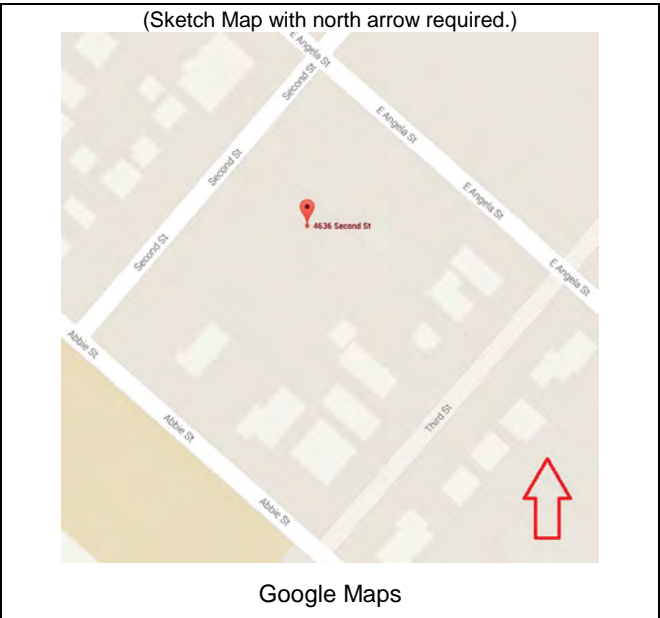 (Sketch Map with north arrow required.)
E Angela St
Second St
E Angela St
Second St
E Angela St
4636 Second St
Second St
E Angela St
Abbie St
Third St
Abbie St
Abbie St
Google Maps